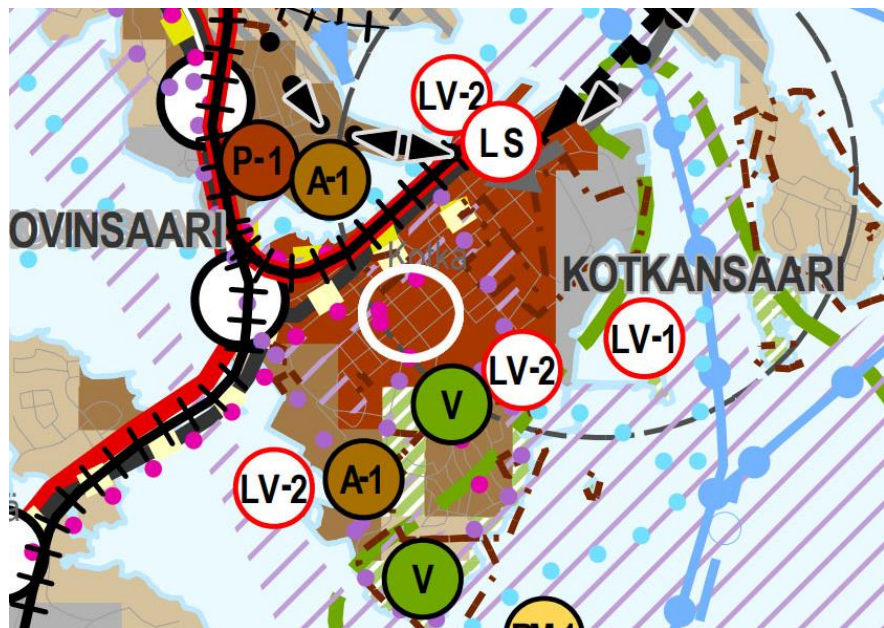 LV-2
LS
P-1
A-1
OVINSAARI
Kotka
KOTKANSAARI
LV-1
LV-2
V
LV-2
A-1
V